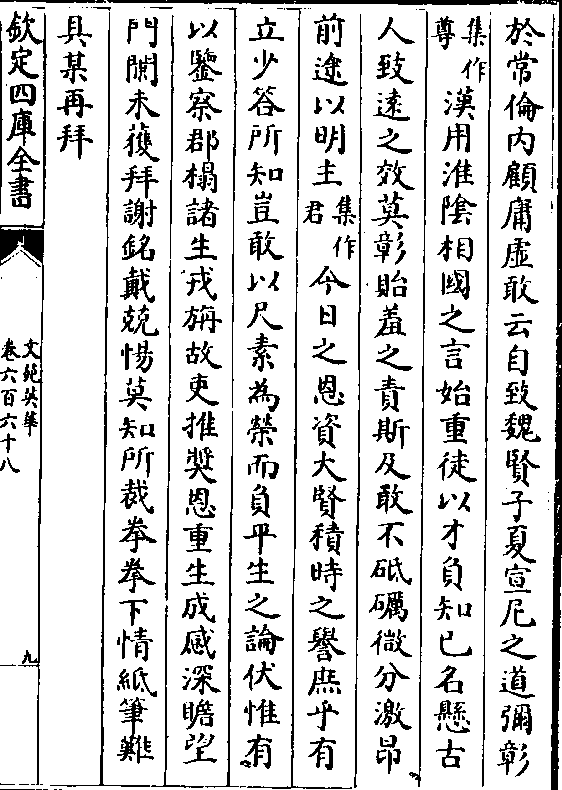 於常倫内顧庸虚敢云自致魏賢子夏宣尼之道彌彰
集作尊漢用淮陰相國之言始重徒以才負知已名懸古
人致逺之效莫彰貽羞之責斯及敢不砥礪微分激昂
前途以明主集作君今日之恩資大賢積時之譽庶乎有
立少答所知豈敢以尺素為榮而負平生之論伏惟有
以鑒察郡榻諸生戎旃故吏推奬恩重生成感深瞻望
門闌未獲拜謝銘戴兢惕莫知所裁拳拳下情紙筆難
具某再拜
欽定四庫全書
文苑英華
卷六百六十八
九